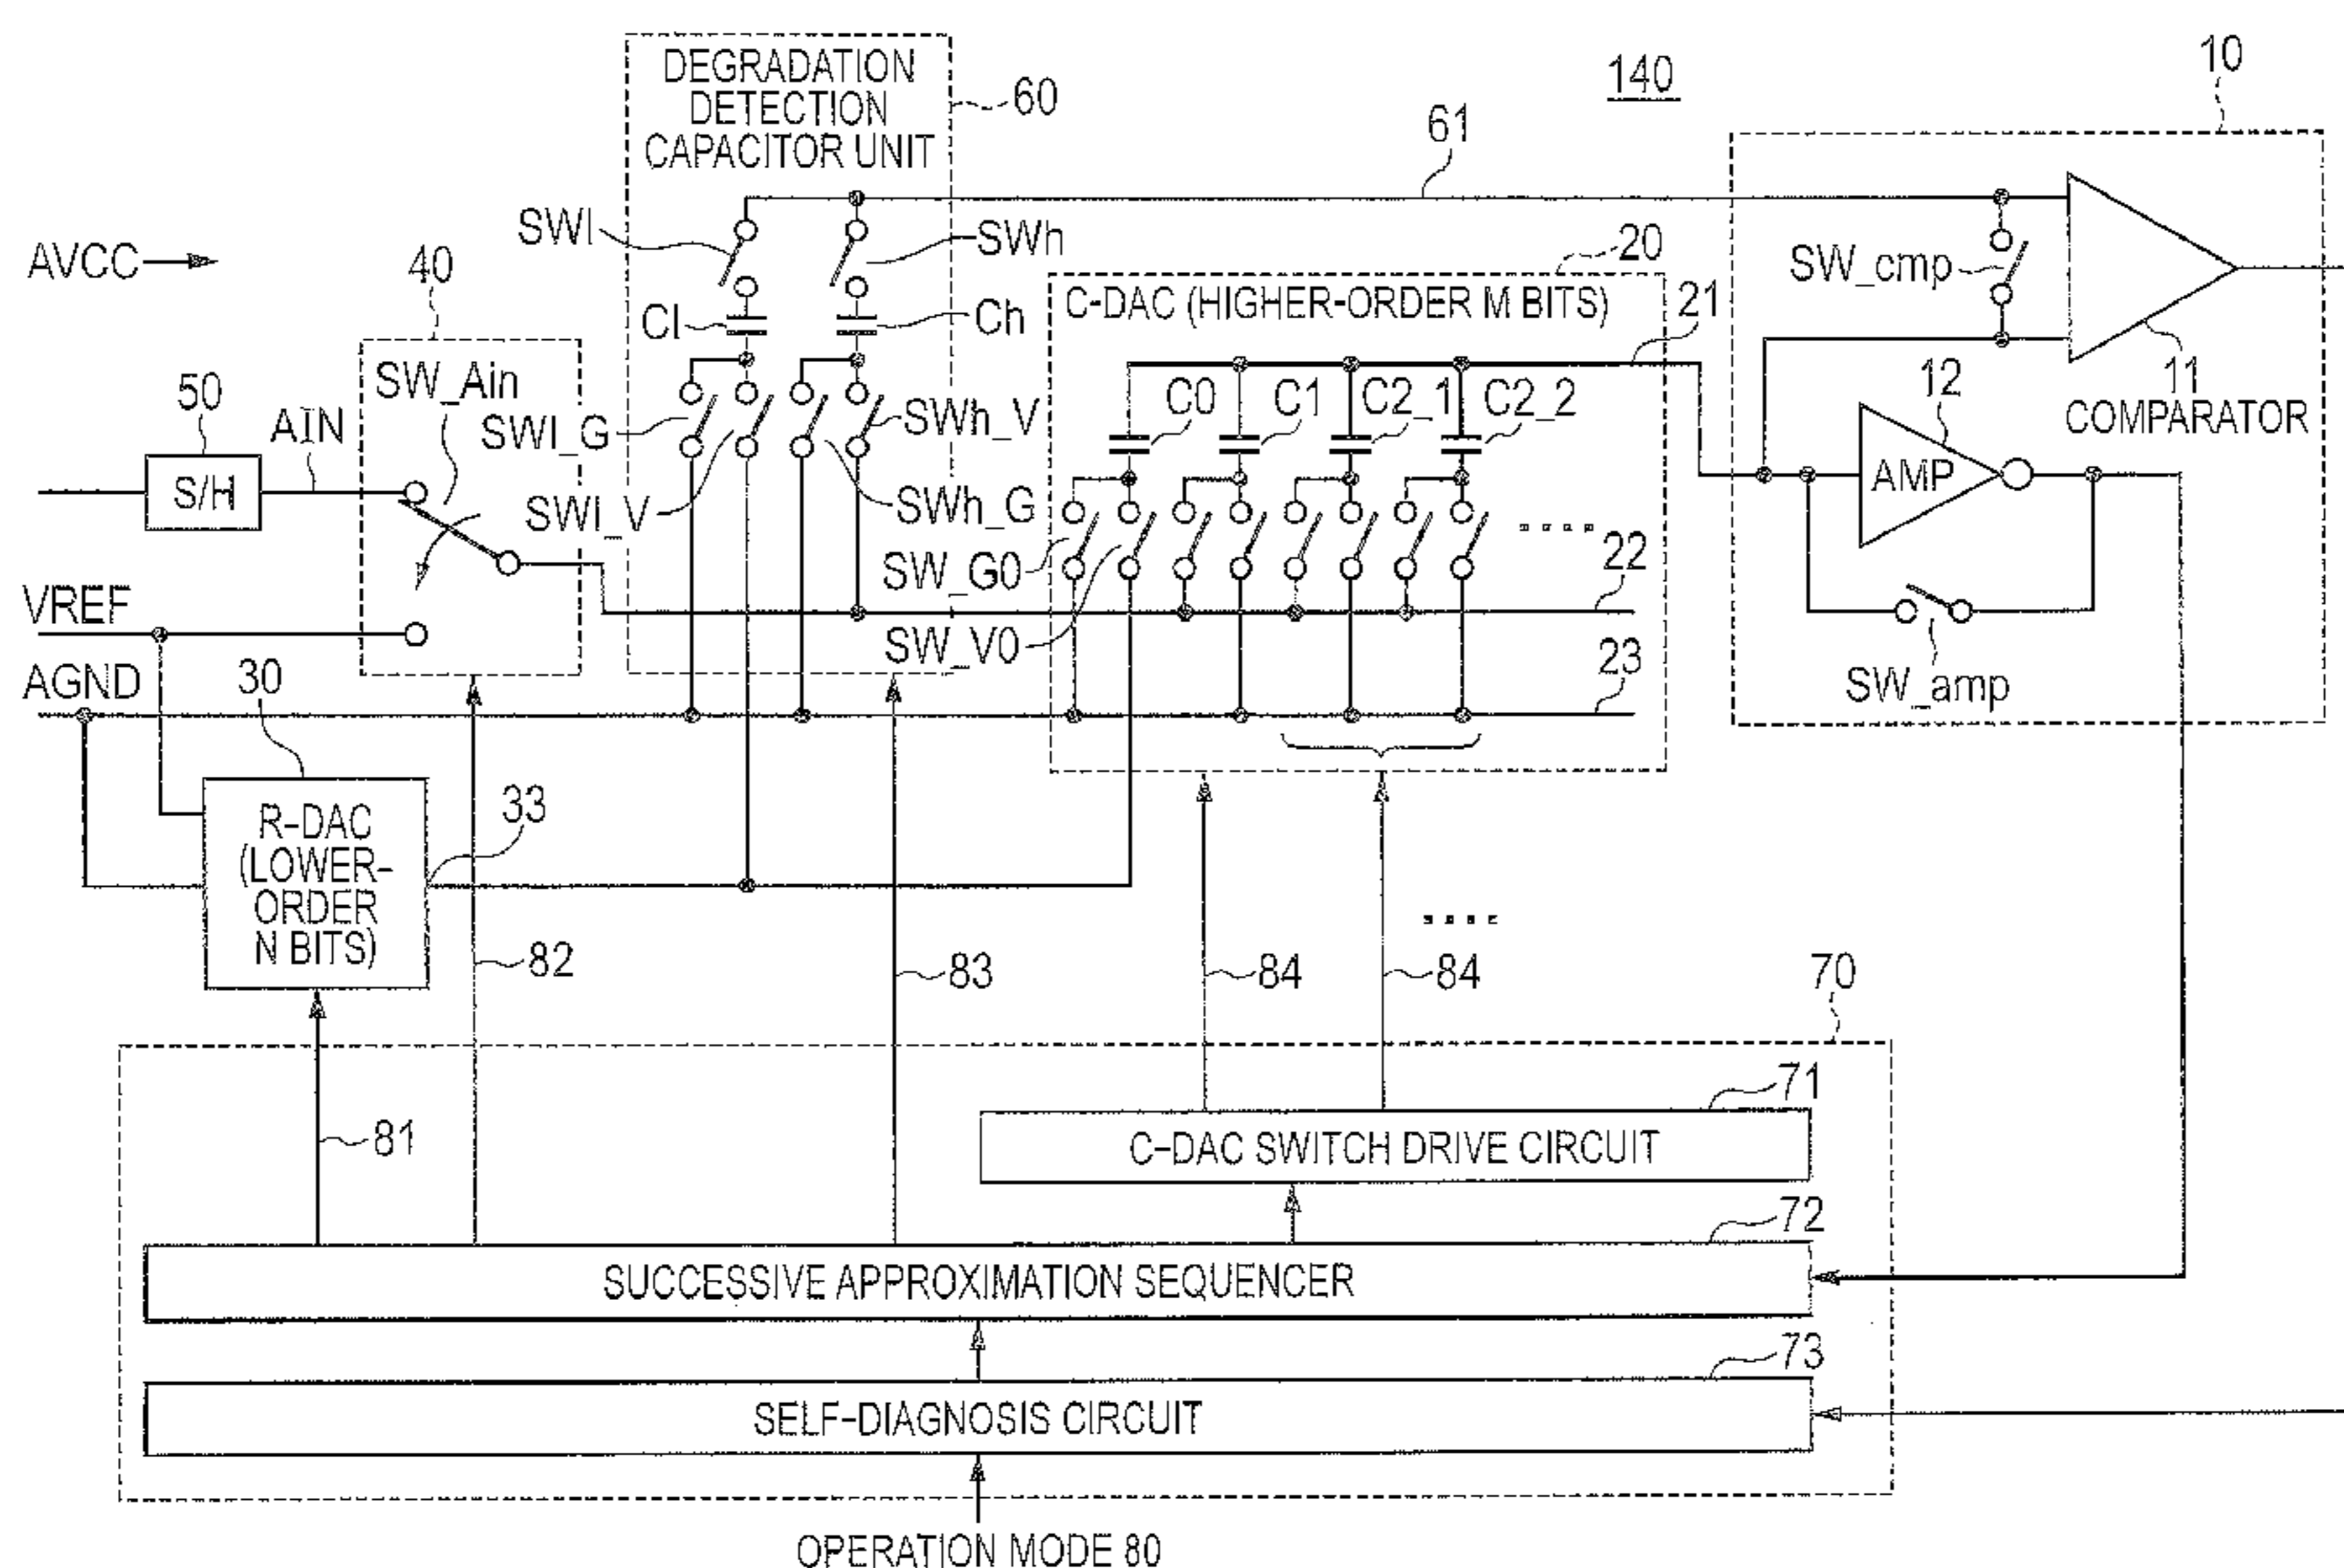 DEGRADATION
DETECTION
CAPACITOR UNIT
60
140
10
61
SWl
SWh
20
AVCC
40
Cl
Ch
C-DAC (HIGHER-ORDER M BITS)
21
SW_cmp
SW_Ain
50
AIN
SWl_G
SWh_V
C0
C1
C2_1
C2_2
12
11
COMPARATOR
S/H
SWl_V
SWh_G
AMP
SW_G0
22
VREF
SW_V0
AGND
30
23
SW_amp
R-DAC
(LOWER-
ORDER
N BITS)
33
82
83
84
84
70
81
71
C-DAC SWITCH DRIVE CIRCUIT
72
SUCCESSIVE APPROXIMATION SEQUENCER
73
SELF-DIAGNOSIS CIRCUIT
OPERATION MODE 80